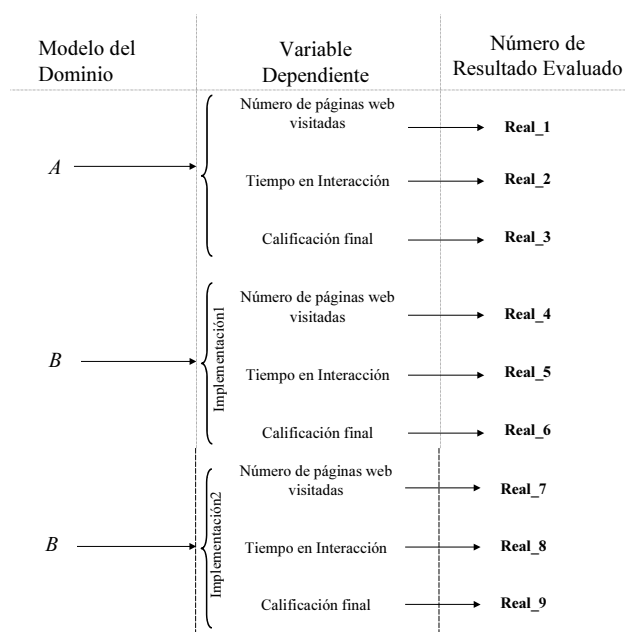 Modelo del
Dominio
Variable
Dependiente
Número de
Resultado Evaluado
A
Número de páginas web
visitadas
Real_1
Tiempo en Interacción
Real_2
Calificación final
Real_3
B
Implementación1
Número de páginas web
visitadas
Real_4
Tiempo en Interacción
Real_5
Calificación final
Real_6
B
Implementación2
Número de páginas web
visitadas
Real_7
Tiempo en Interacción
Real_8
Calificación final
Real_9